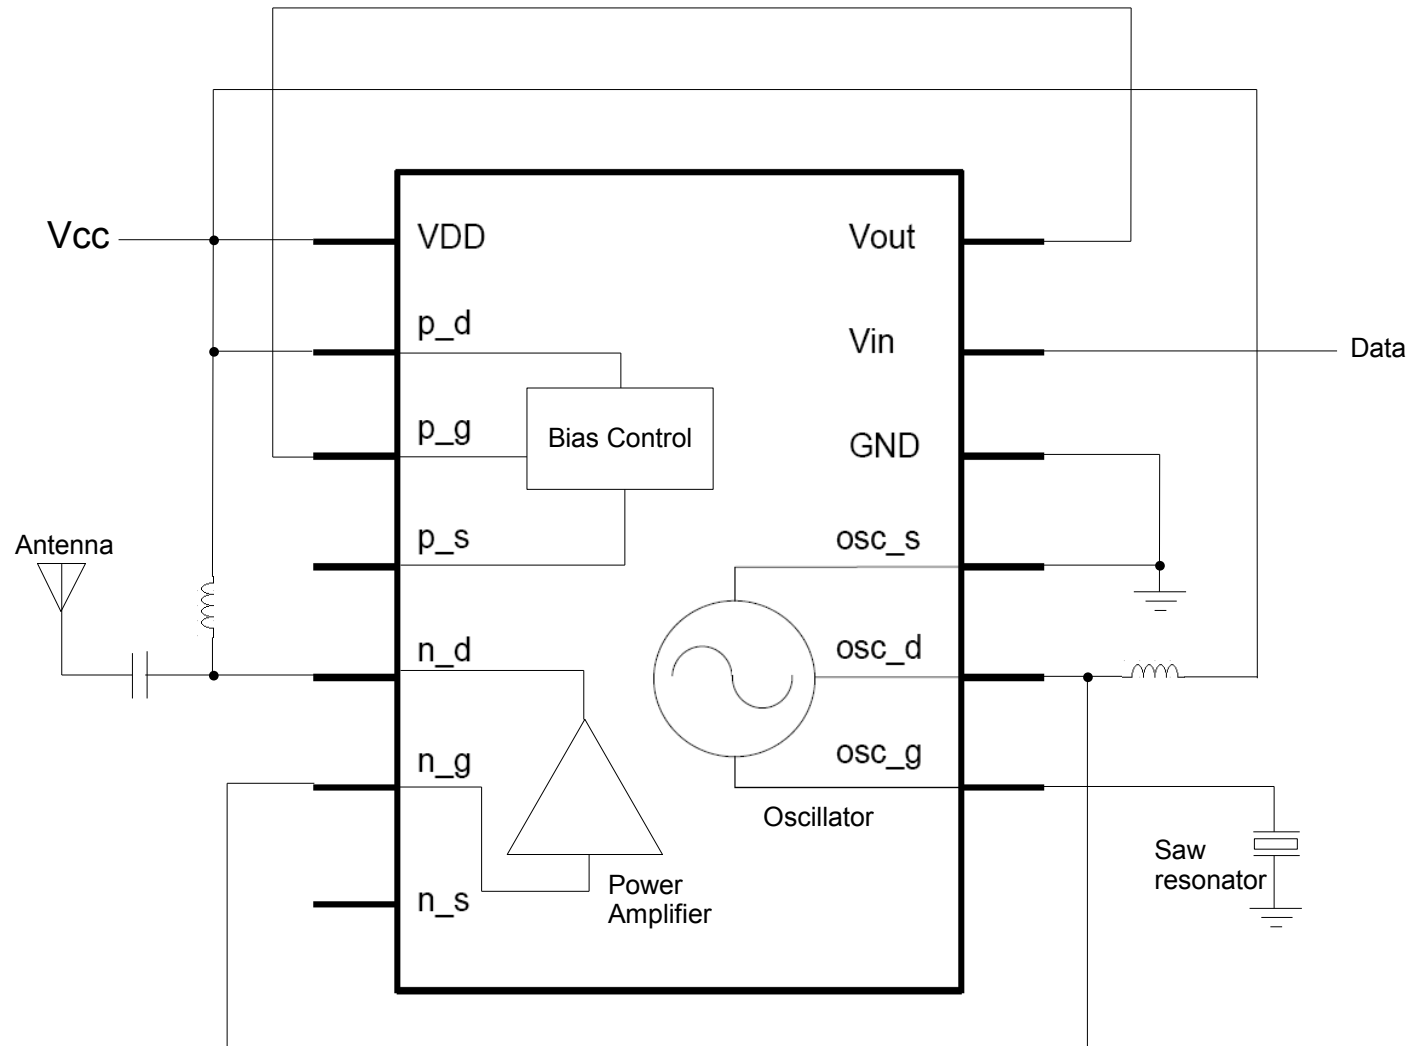 Vcc
VDD
Vout
p_d
Vin
Data
p_g
Bias Control
GND
p_s
osc_s
Antenna
n_d
osc_d
n_g
osc_g
Oscillator
Saw
resonator
n_s
Power
Amplifier